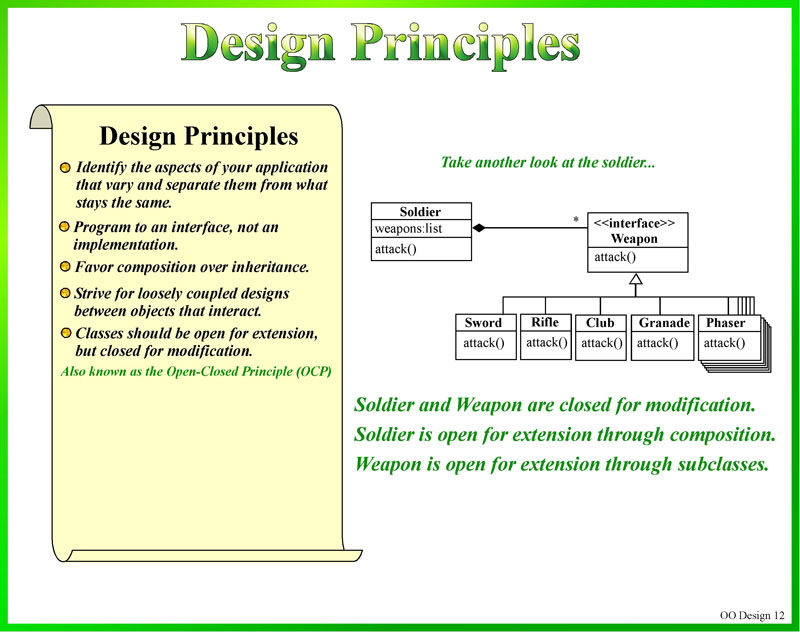 Design Principles
Design Principles
Identify the aspects of your application
that vary and separate them from what
stays the same.
Program to an interface, not an
implementation.
Favor composition over inheritance.
Strive for loosely coupled designs
between objects that interact.
Classes should be open for extension,
but closed for modification.
Also known as the Open-Closed Principle (OCP)
Take another look at the soldier...
Soldier
weapons:list
attack()
*
<<interface>>
Weapon
attack()
Sword
attack()
Rifle
attack()
Club
attack()
Granade
attack()
Phaser
attack()
Soldier and Weapon are closed for modification.
Soldier is open for extension through composition.
Weapon is open for extension through subclasses.
OO Design 12